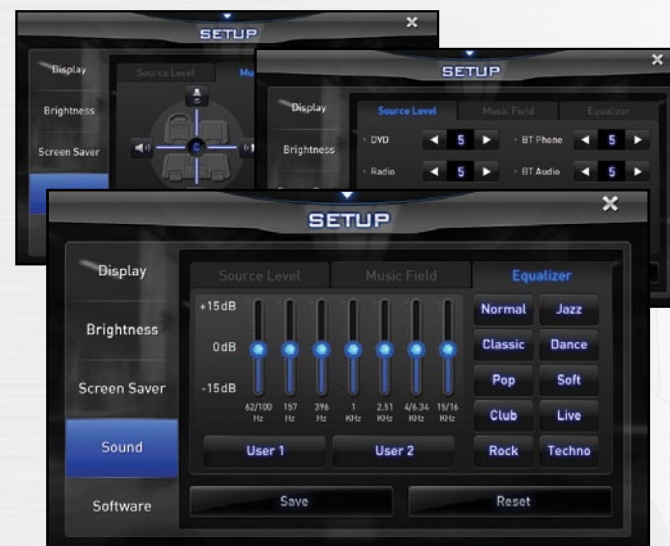 SETUP
Display
Source Level
Brightness
Screen Saver
SETUP
Display
Source Level Music Field Equalizer
Brightness
DVD 5 BT Phone 5
Radio 5 BT Audio 5
SETUP
Display
Source Level Music Field Equalizer
+15dB
Normal Jazz
Brightness
0dB
Classic Dance
Screen Saver
-15dB
Pop Soft
62/100 Hz 157 Hz 396 Hz 1 KHz 2.51 KHz 4/6.34 KHz 15/16 KHz
Club Live
Sound
User 1 User 2
Rock Techno
Software
Save Reset